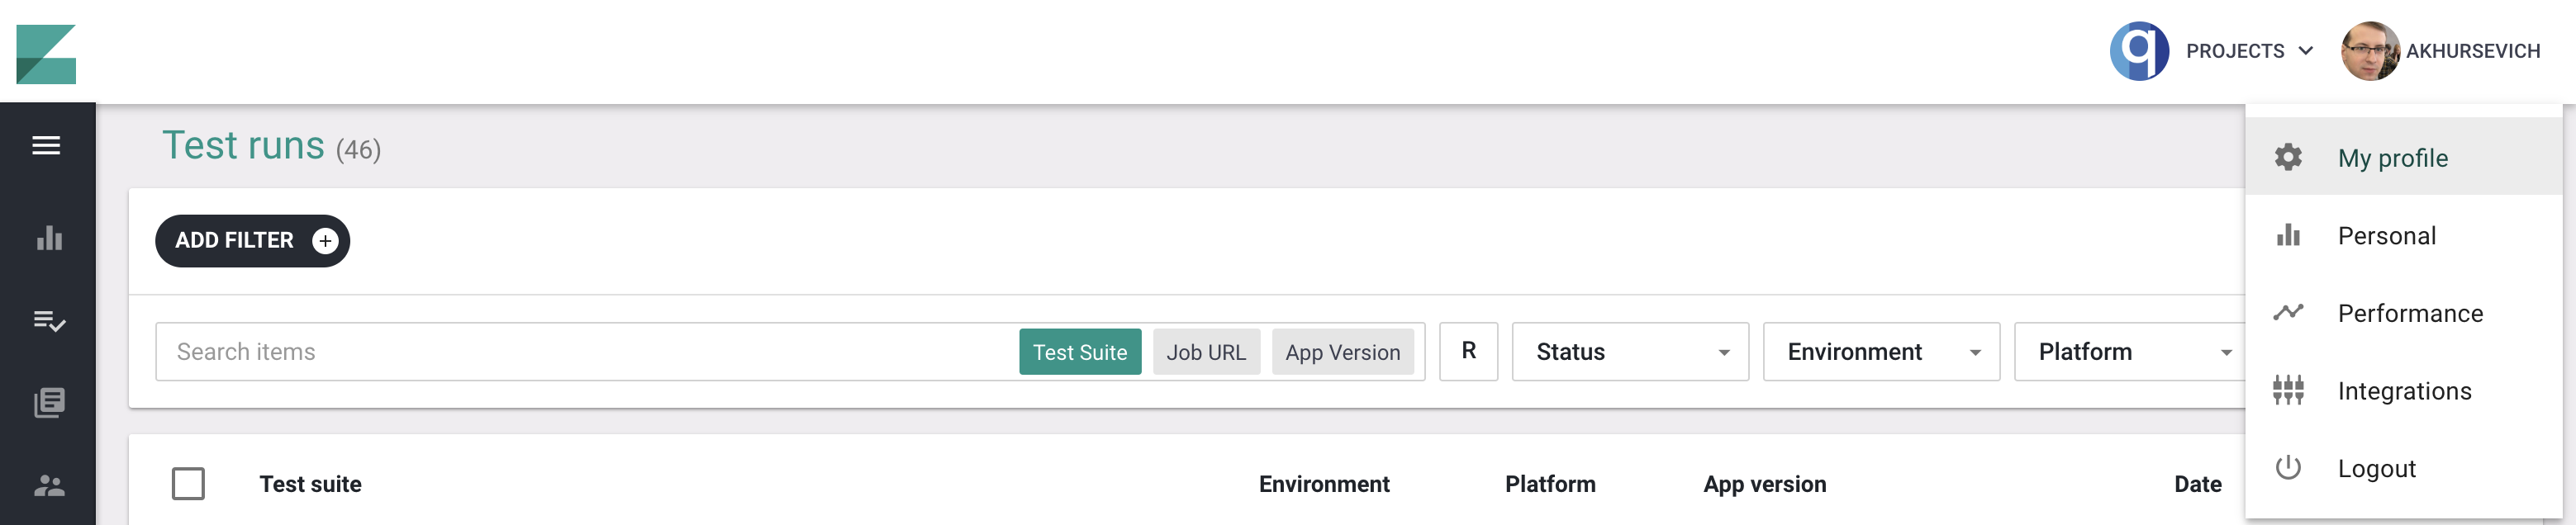 PROJECTS AKHURSEVICH
Test runs (46)
My profile
ADD FILTER
Personal
Performance
Search items Test Suite Job URL App Version R Status Environment Platform
Integrations
Logout
Test suite Environment Platform App version Date